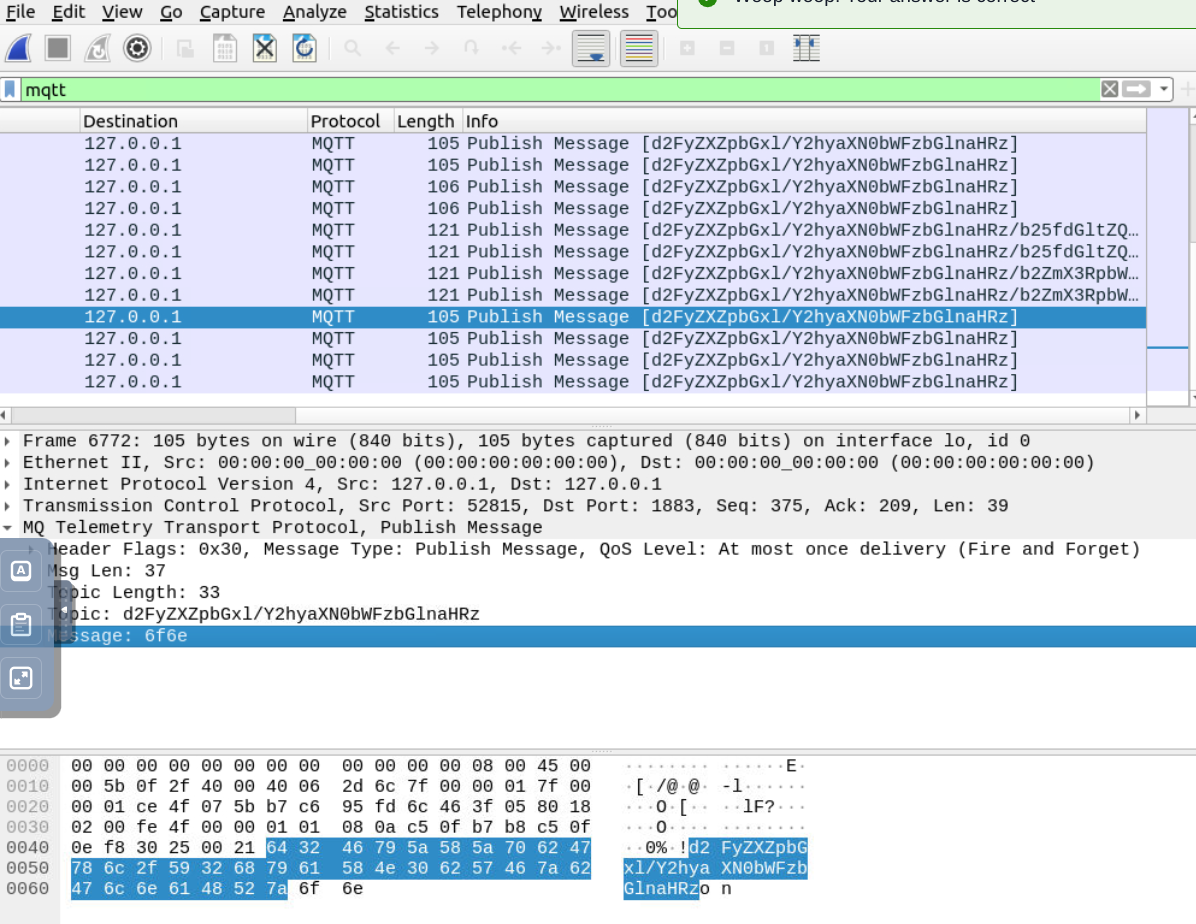 File Edit View Go Capture Analyze Statistics Telephony Wireless Too
mqtt
Destination Protocol Length Info
127.0.0.1 MQTT 105 Publish Message [d2FyZXZpbGxl/Y2hyaXN0bWFzbGlnaHRz]
127.0.0.1 MQTT 105 Publish Message [d2FyZXZpbGxl/Y2hyaXN0bWFzbGlnaHRz]
127.0.0.1 MQTT 106 Publish Message [d2FyZXZpbGxl/Y2hyaXN0bWFzbGlnaHRz]
127.0.0.1 MQTT 106 Publish Message [d2FyZXZpbGxl/Y2hyaXN0bWFzbGlnaHRz]
127.0.0.1 MQTT 121 Publish Message [d2FyZXZpbGxl/Y2hyaXN0bWFzbGlnaHRz/b25fdGltZQ…
127.0.0.1 MQTT 121 Publish Message [d2FyZXZpbGxl/Y2hyaXN0bWFzbGlnaHRz/b25fdGltZQ…
127.0.0.1 MQTT 121 Publish Message [d2FyZXZpbGxl/Y2hyaXN0bWFzbGlnaHRz/b2ZmX3RpbW…
127.0.0.1 MQTT 121 Publish Message [d2FyZXZpbGxl/Y2hyaXN0bWFzbGlnaHRz/b2ZmX3RpbW…
127.0.0.1 MQTT 105 Publish Message [d2FyZXZpbGxl/Y2hyaXN0bWFzbGlnaHRz]
127.0.0.1 MQTT 105 Publish Message [d2FyZXZpbGxl/Y2hyaXN0bWFzbGlnaHRz]
127.0.0.1 MQTT 105 Publish Message [d2FyZXZpbGxl/Y2hyaXN0bWFzbGlnaHRz]
127.0.0.1 MQTT 105 Publish Message [d2FyZXZpbGxl/Y2hyaXN0bWFzbGlnaHRz]
Frame 6772: 105 bytes on wire (840 bits), 105 bytes captured (840 bits) on interface lo, id 0
Ethernet II, Src: 00:00:00_00:00:00 (00:00:00:00:00:00), Dst: 00:00:00_00:00:00 (00:00:00:00:00:00)
Internet Protocol Version 4, Src: 127.0.0.1, Dst: 127.0.0.1
Transmission Control Protocol, Src Port: 52815, Dst Port: 1883, Seq: 375, Ack: 209, Len: 39
MQ Telemetry Transport Protocol, Publish Message
Header Flags: 0x30, Message Type: Publish Message, QoS Level: At most once delivery (Fire and Forget)
Msg Len: 37
Topic Length: 33
Topic: d2FyZXZpbGxl/Y2hyaXN0bWFzbGlnaHRz
Message: 6f6e
0000 00 00 00 00 00 00 00 00 00 00 00 00 08 00 45 00 ········ ······E·
0010 00 5b 0f 2f 40 00 40 06 2d 6c 7f 00 00 01 7f 00 ·[·/@·@· -l······
0020 00 01 ce 4f 07 5b b7 c6 95 fd 6c 46 3f 05 80 18 ···O·[·· ··lF?···
0030 02 00 fe 4f 00 00 01 01 08 0a c5 0f b7 b8 c5 0f ···O···· ········
0040 0e f8 30 25 00 21 64 32 46 79 5a 58 5a 70 62 47 ··0%·!d2 FyZXZpbG
0050 78 6c 2f 59 32 68 79 61 58 4e 30 62 57 46 7a 62 xl/Y2hya XN0bWFzb
0060 47 6c 6e 61 48 52 7a 6f 6e GlnaHRzo n